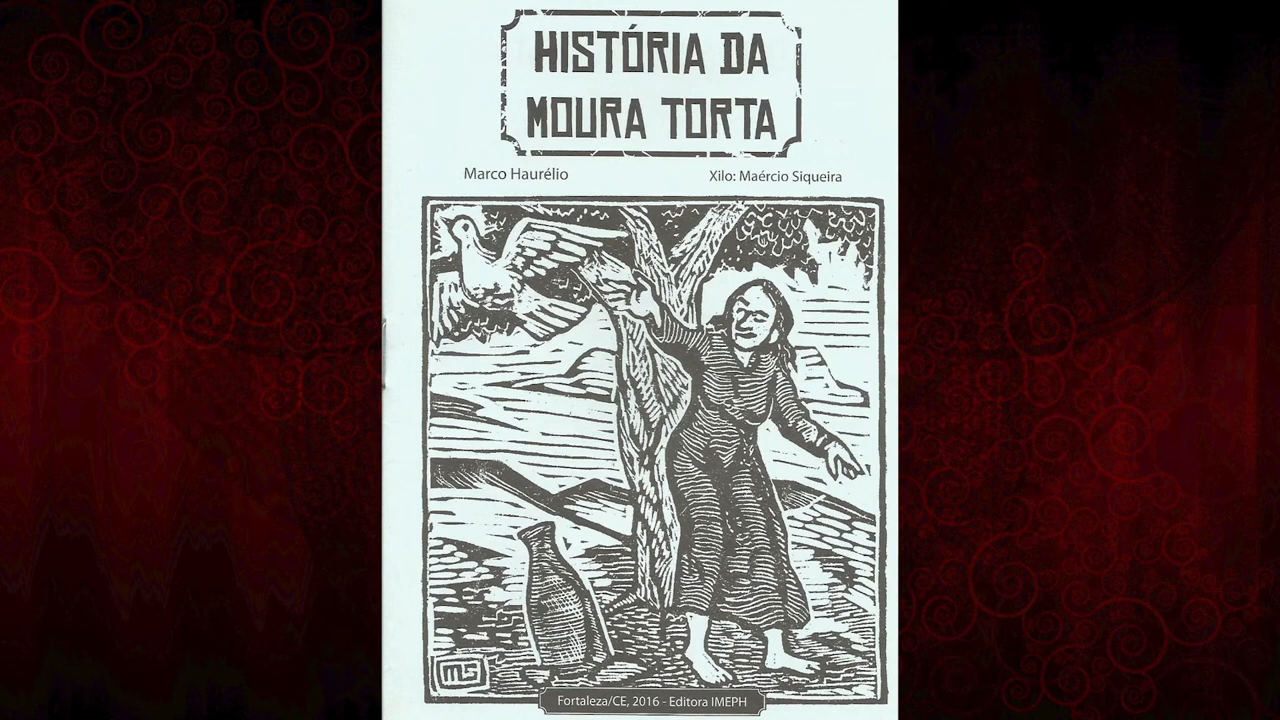 HISTÓRIA DA
MOURA TORTA
Marco Haurélio
Xilo: Maércio Siqueira
MS
Fortaleza/CE, 2016 - Editora IMEPH